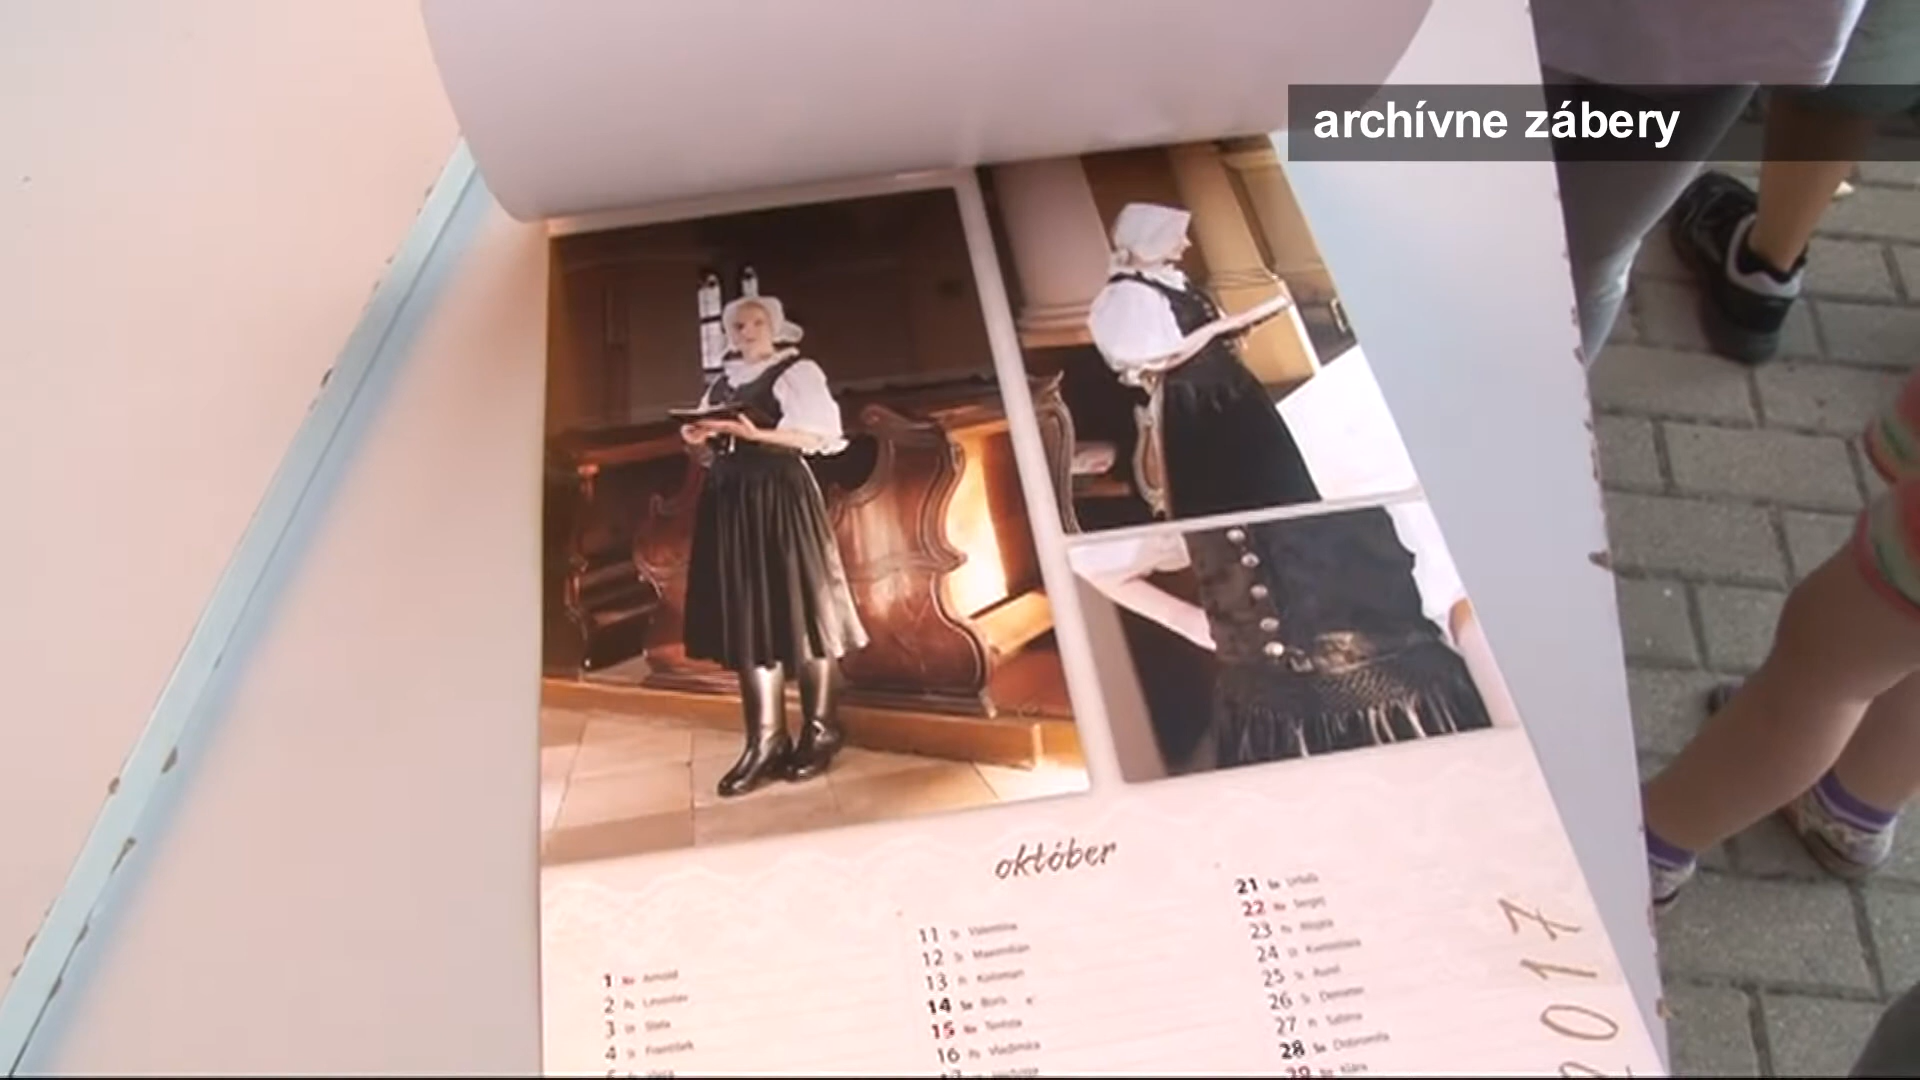 archívne zábery
október
1 Ne Arnold
2 Po Levoslav
3 Ut Stela
4 St František
11 St Valentína
12 Št Maximilián
13 Pi Koloman
14 So Boris
15 Ne Terézia
16 Po Vladimíra
21 So Uršuľa
22 Ne Sergej
23 Po Alojzia
24 Ut Kvetoslava
25 St Aurel
26 Št Demeter
27 Pi Sabína
28 So Dobromila
29 Ne Klára
2017